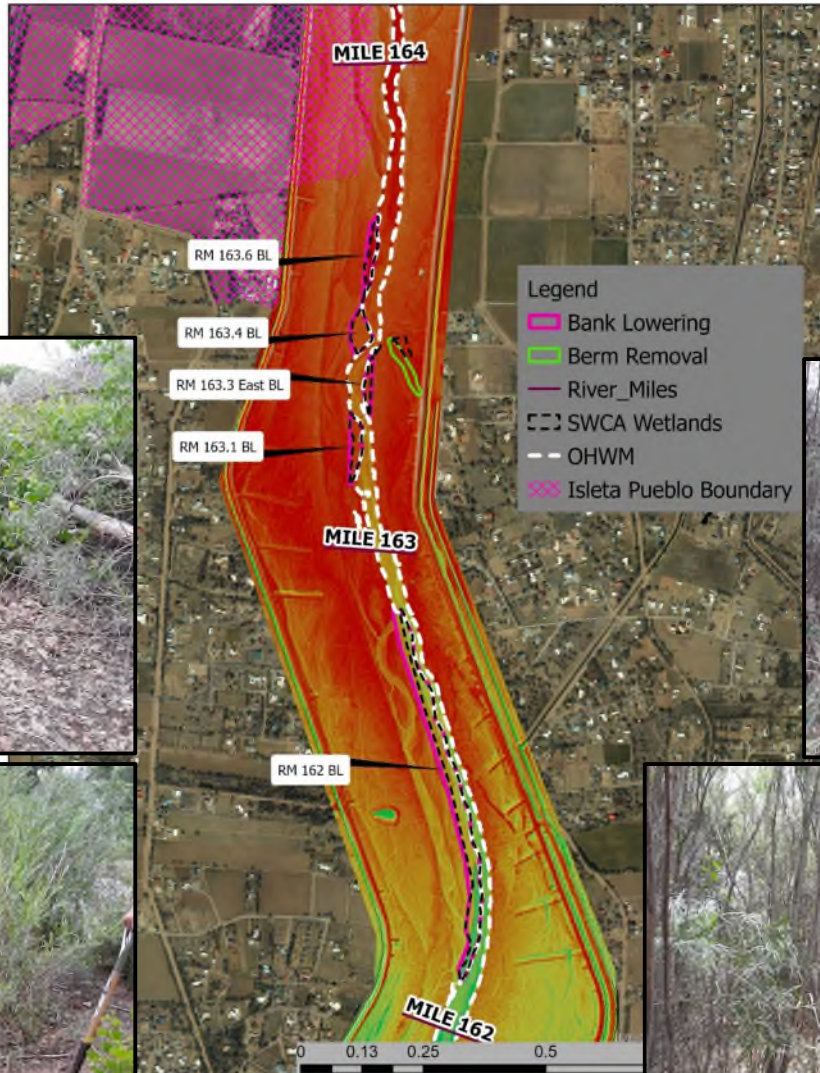 MILE 164
RM 163.6 BL
RM 163.4 BL
RM 163.3 East BL
RM 163.1 BL
MILE 163
RM 162 BL
MILE 162
Legend
Bank Lowering
Berm Removal
River_Miles
SWCA Wetlands
OHWM
Isleta Pueblo Boundary
0 0.13 0.25 0.5